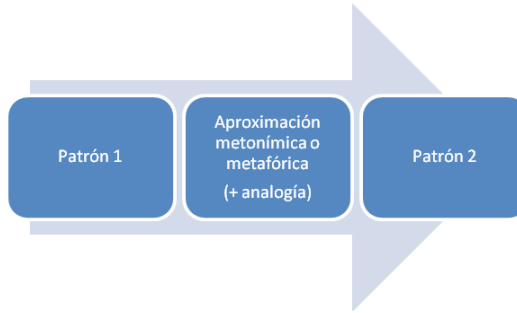 Patrón 1
Aproximación
metonímica o
metafórica
(+ analogía)
Patrón 2